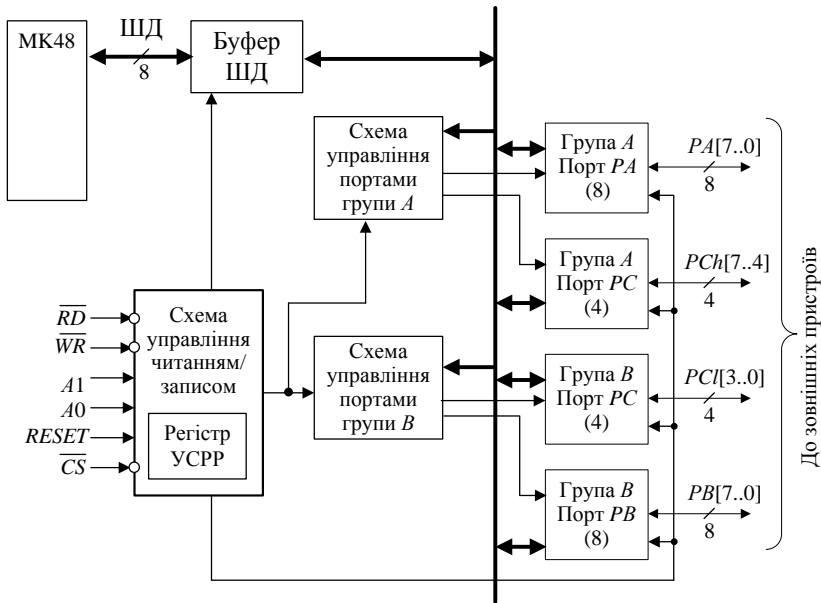 МК48
ШД
8
Буфер
ШД
Схема
управління
портами
групи A
Група A
Порт PA
(8)
PA[7..0]
8
Група A
Порт PC
(4)
PCh[7..4]
4
RD
WR
A1
A0
RESET
CS
Схема
управління
читанням/
записом
Регістр
УСРР
Схема
управління
портами
групи B
Група B
Порт PC
(4)
PCl[3..0]
4
Група B
Порт PB
(8)
PB[7..0]
8
До зовнішніх пристроїв